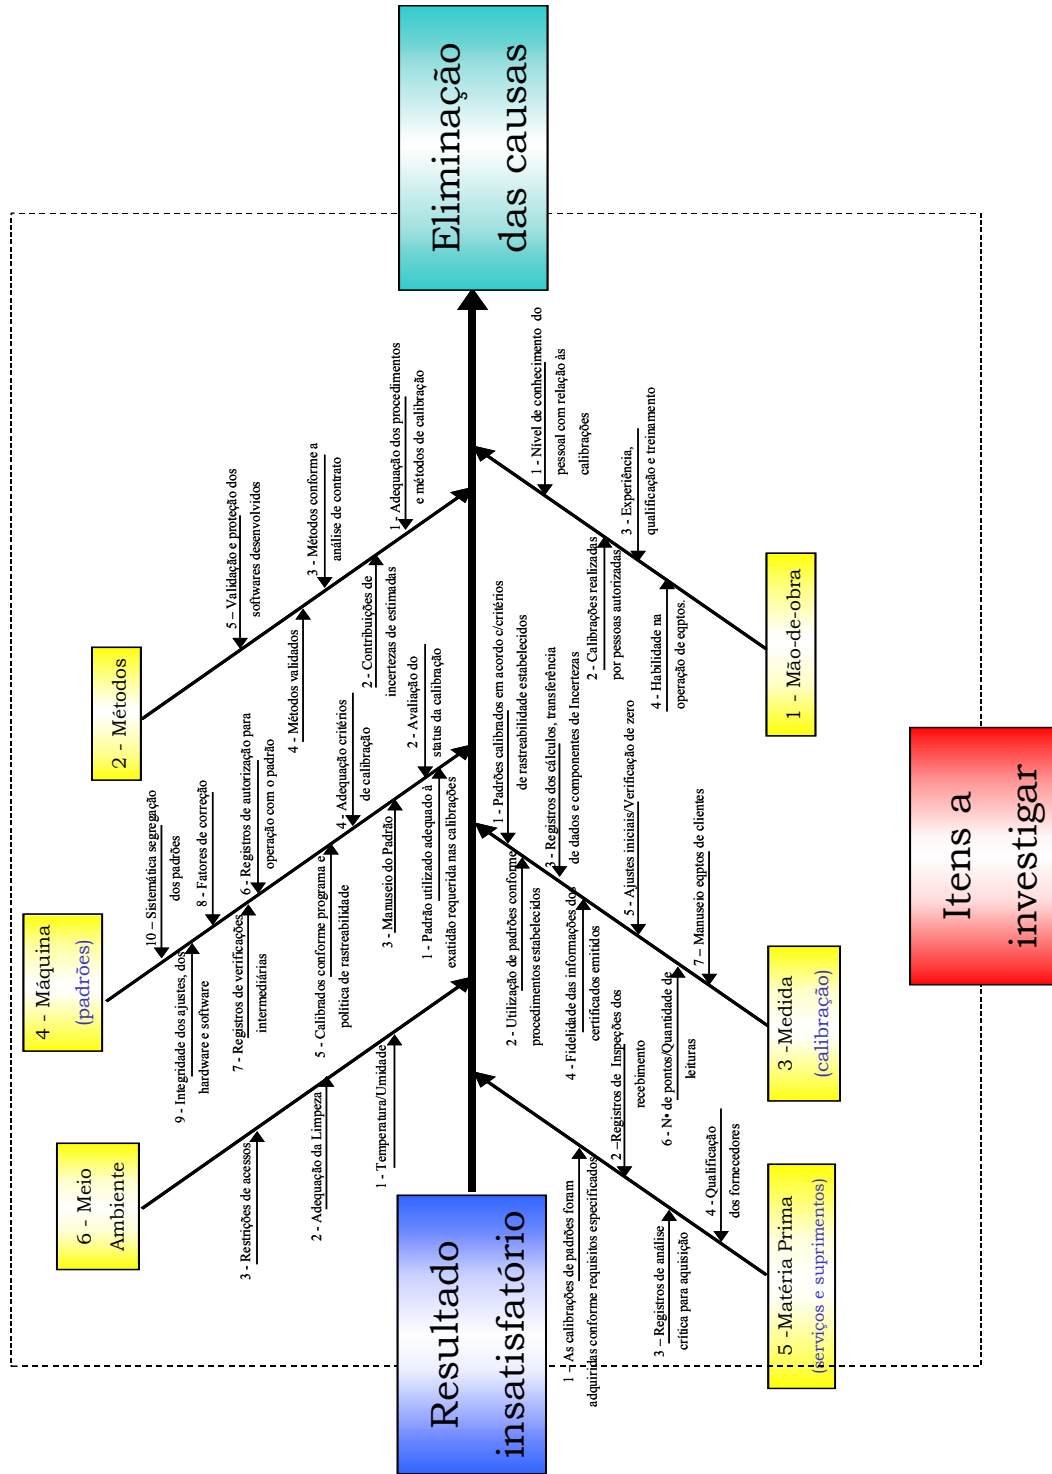 6 - Meio
Ambiente
3 - Restrições de acessos
2 - Adequação da Limpeza
1 - Temperatura/Umidade
4 - Máquina
(padrões)
10 – Sistemática segregação
dos padrões
9 - Integridade dos ajustes, dos
hardware e software
8 - Fatores de correção
7 - Registros de verificações
intermediárias
6 - Registros de autorização para
operação com o padrão
5 - Calibrados conforme programa e
política de rastreabilidade
4 - Adequação critérios
de calibração
3 - Manuseio do Padrão
2 - Avaliação do
status da calibração
1 - Padrão utilizado adequado à
exatidão requerida nas calibrações
2 - Métodos
5 – Validação e proteção dos
softwares desenvolvidos
4 - Métodos validados
3 - Métodos conforme a
análise de contrato
2 - Contribuições de
incertezas de estimadas
1 - Adequação dos procedimentos
e métodos de calibração
Resultado
insatisfatório
Eliminação
das causas
1 – As calibrações de padrões foram
adquiridas conforme requisitos especificados
2 –Registros de Inspeções dos
recebimento
3 – Registros de análise
crítica para aquisição
4 - Qualificação
dos fornecedores
5 -Matéria Prima
(serviços e suprimentos)
1 - Padrões calibrados em acordo c/critérios
de rastreabilidade estabelecidos
2 - Utilização de padrões conforme
procedimentos estabelecidos
3 - Registros dos cálculos, transferência
de dados e componentes de Incertezas
4 - Fidelidade das infomações dos
certificados emitidos
5 - Ajustes iniciais/Verificação de zero
6 - Nº de pontos/Quantidade de
leituras
7 – Manuseio eqptos de clientes
3 -Medida
(calibração)
1 - Nivel de conhecimento do
pessoal com relação às
calibrações
2 - Calibrações realizadas
por pessoas autorizadas
3 - Experiência,
qualificação e treinamento
4 - Habilidade na
operação de eqptos.
1 - Mão-de-obra
Itens a
investigar